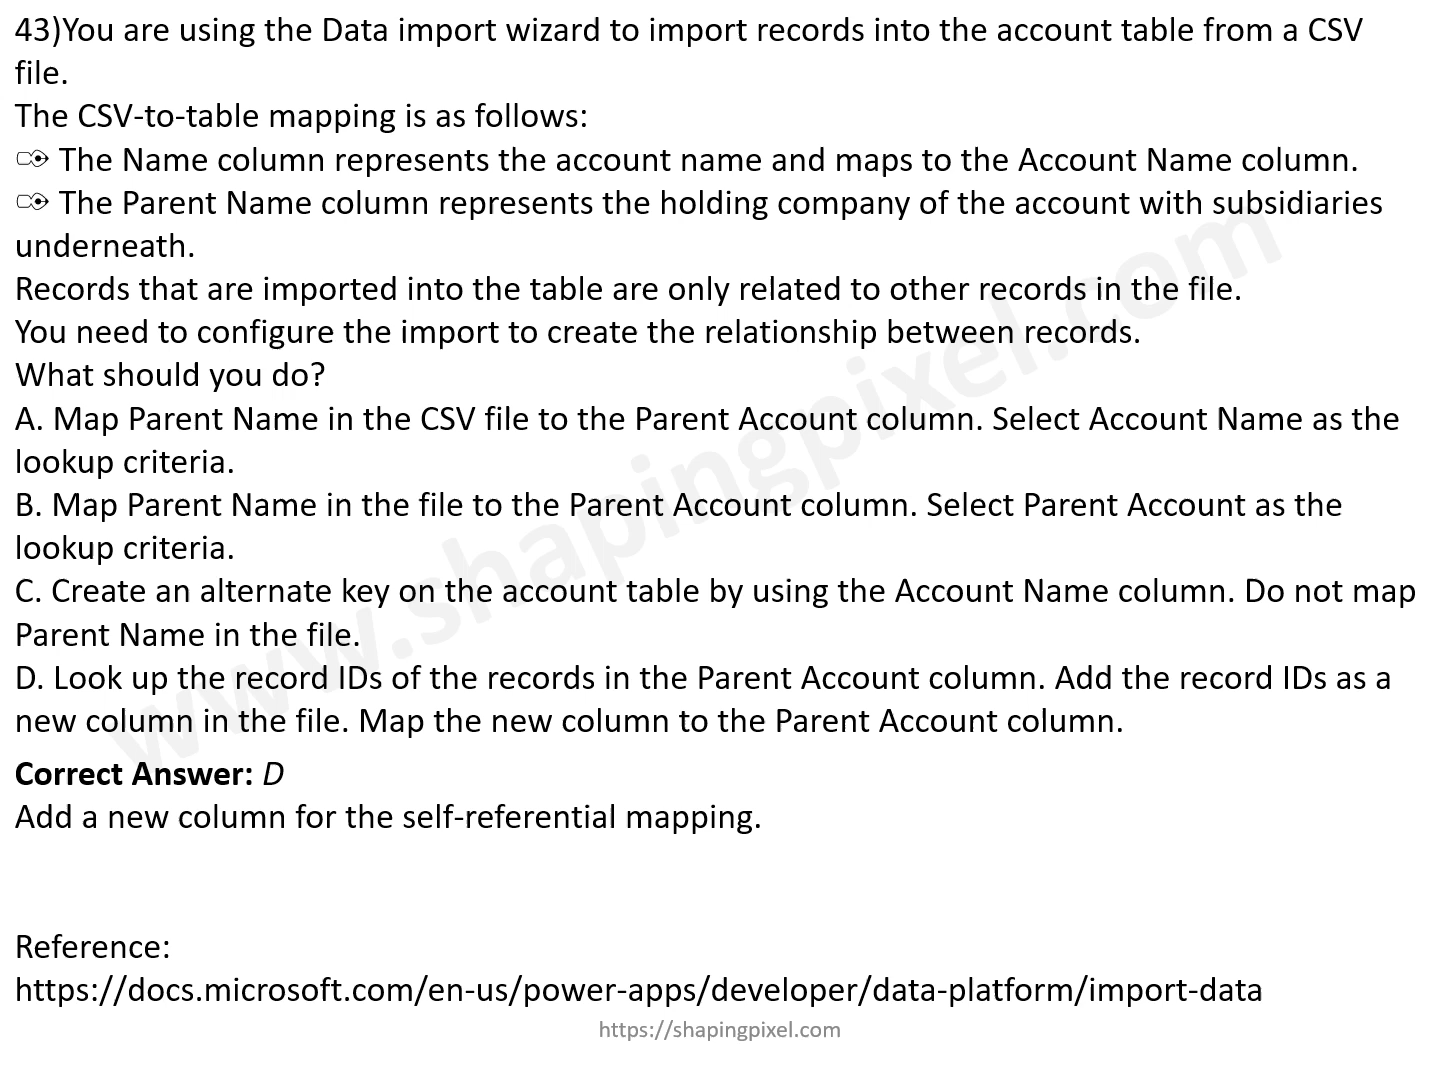 43)You are using the Data import wizard to import records into the account table from a CSV
file.
The CSV-to-table mapping is as follows:
The Name column represents the account name and maps to the Account Name column.
The Parent Name column represents the holding company of the account with subsidiaries
underneath.
Records that are imported into the table are only related to other records in the file.
You need to configure the import to create the relationship between records.
What should you do?
A. Map Parent Name in the CSV file to the Parent Account column. Select Account Name as the
lookup criteria.
B. Map Parent Name in the file to the Parent Account column. Select Parent Account as the
lookup criteria.
C. Create an alternate key on the account table by using the Account Name column. Do not map
Parent Name in the file.
D. Look up the record IDs of the records in the Parent Account column. Add the record IDs as a
new column in the file. Map the new column to the Parent Account column.
Correct Answer: D
Add a new column for the self-referential mapping.
Reference:
https://docs.microsoft.com/en-us/power-apps/developer/data-platform/import-data
https://shapingpixel.com
www.shapingpixel.com